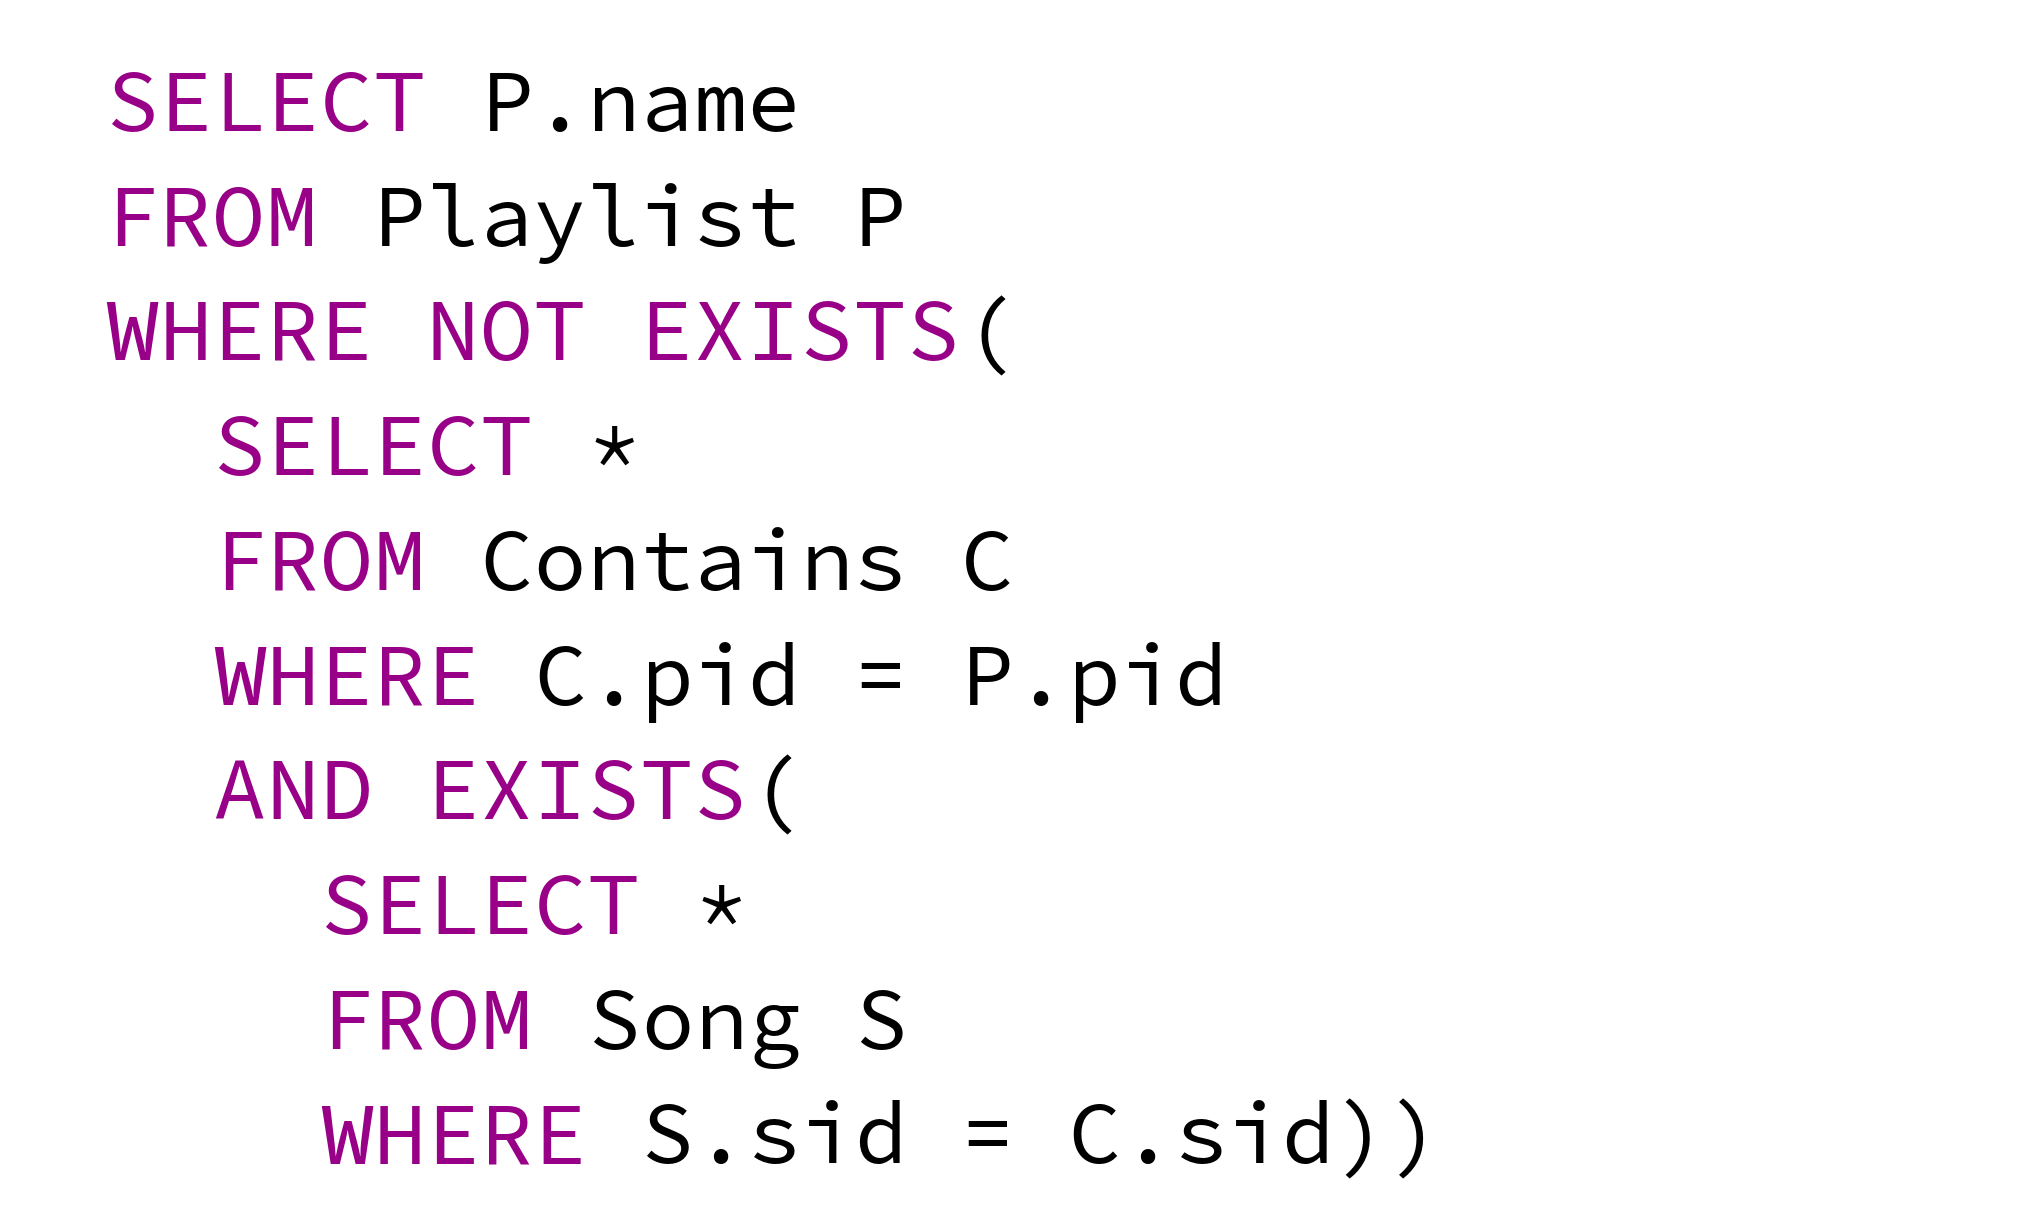 SELECT P.name
FROM Playlist P
WHERE NOT EXISTS(
SELECT *
FROM Contains C
WHERE C.pid = P.pid
AND EXISTS(
SELECT *
FROM Song S
WHERE S.sid = C.sid))